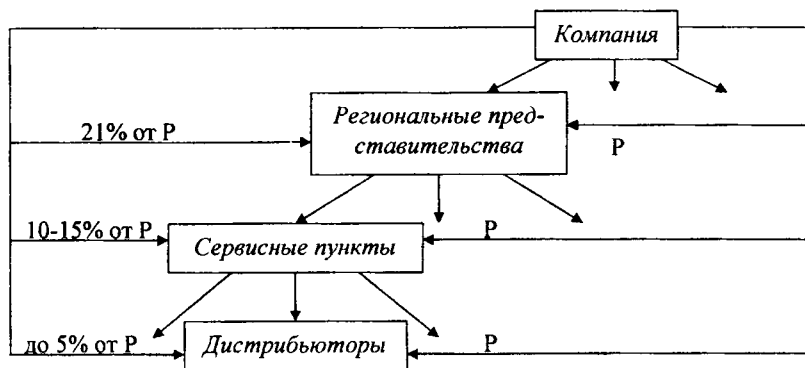 Компания
Региональные пред-
ставительства
21% от Р
Р
10-15% от Р
Сервисные пункты
Р
до 5% от Р
Дистрибьюторы
Р